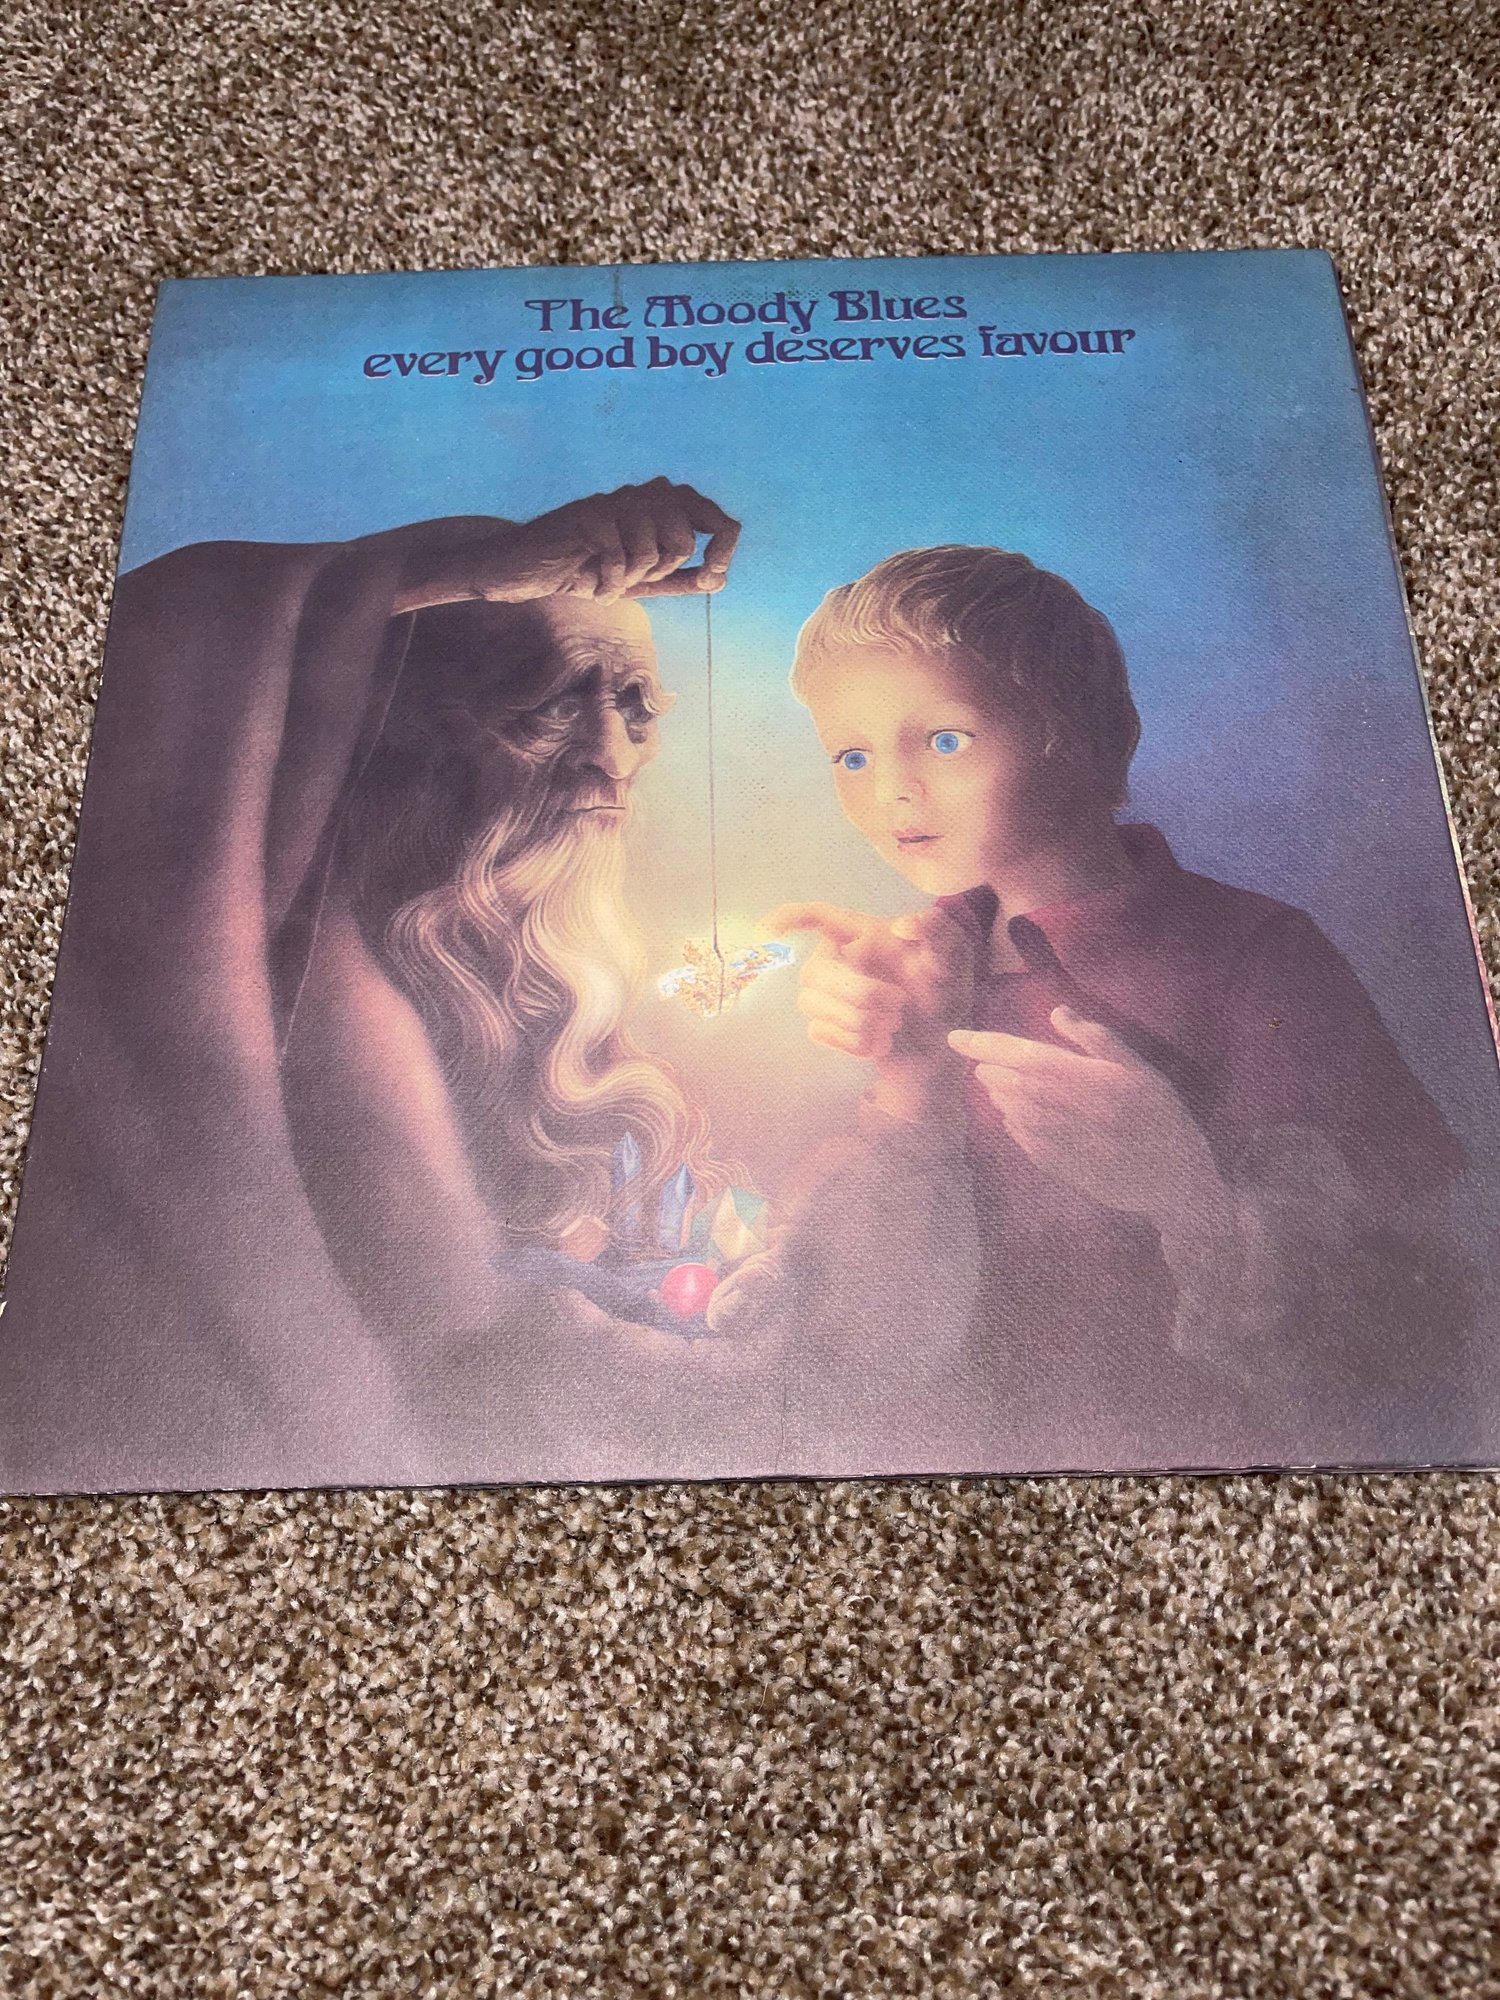 The Moody Blues
every good boy deserves favour